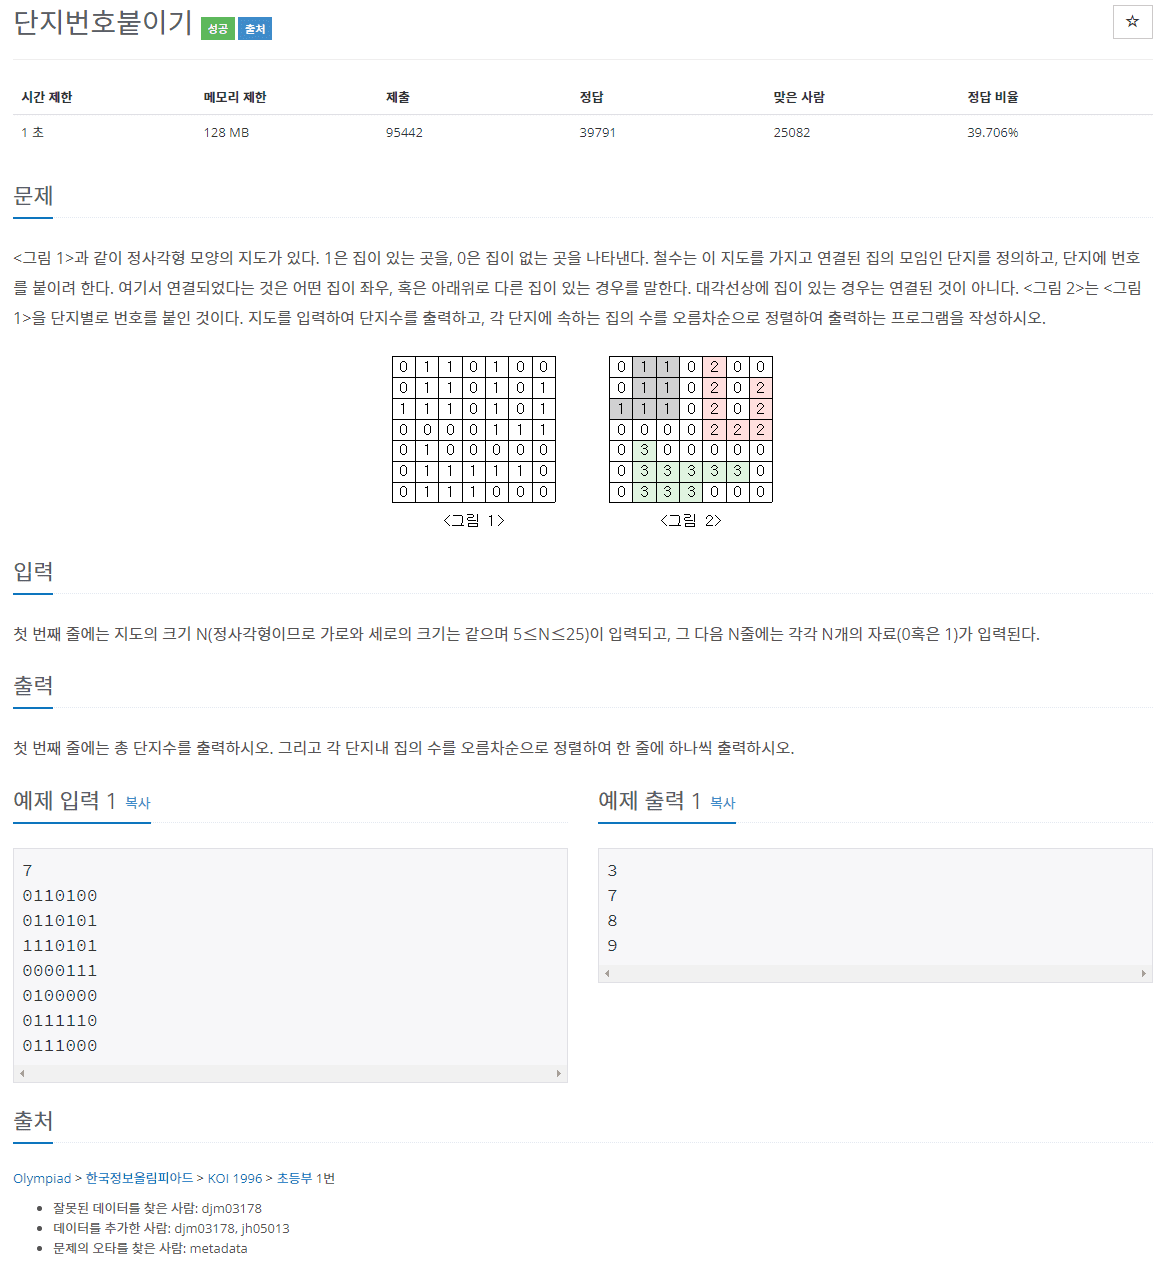 단지번호붙이기 성공 출처
☆
시간 제한 메모리 제한 제출 정답 맞은 사람 정답 비율
1 초 128 MB 95442 39791 25082 39.706%
문제
<그림 1>과 같이 정사각형 모양의 지도가 있다. 1은 집이 있는 곳을, 0은 집이 없는 곳을 나타낸다. 철수는 이 지도를 가지고 연결된 집의 모임인 단지를 정의하고, 단지에 번호
를 붙이려 한다. 여기서 연결되었다는 것은 어떤 집이 좌우, 혹은 아래위로 다른 집이 있는 경우를 말한다. 대각선상에 집이 있는 경우는 연결된 것이 아니다. <그림 2>는 <그림
1>을 단지별로 번호를 붙인 것이다. 지도를 입력하여 단지수를 출력하고, 각 단지에 속하는 집의 수를 오름차순으로 정렬하여 출력하는 프로그램을 작성하시오.
0 1 1 0 1 0 0
0 1 1 0 1 0 1
1 1 1 0 1 0 1
0 0 0 0 1 1 1
0 1 0 0 0 0 0
0 1 1 1 1 1 0
0 1 1 1 0 0 0
<그림 1>
0 1 1 0 2 0 0
0 1 1 0 2 0 2
1 1 1 0 2 0 2
0 0 0 0 2 2 2
0 3 0 0 0 0 0
0 3 3 3 3 3 0
0 3 3 3 0 0 0
<그림 2>
입력
첫 번째 줄에는 지도의 크기 N(정사각형이므로 가로와 세로의 크기는 같으며 5≤N≤25)이 입력되고, 그 다음 N줄에는 각각 N개의 자료(0혹은 1)가 입력된다.
출력
첫 번째 줄에는 총 단지수를 출력하시오. 그리고 각 단지내 집의 수를 오름차순으로 정렬하여 한 줄에 하나씩 출력하시오.
예제 입력 1 복사
7
0110100
0110101
1110101
0000111
0100000
0111110
0111000
예제 출력 1 복사
3
7
8
9
출처
Olympiad > 한국정보올림피아드 > KOI 1996 > 초등부 1번
• 잘못된 데이터를 찾은 사람: djm03178
• 데이터를 추가한 사람: djm03178, jh05013
• 문제의 오타를 찾은 사람: metadata